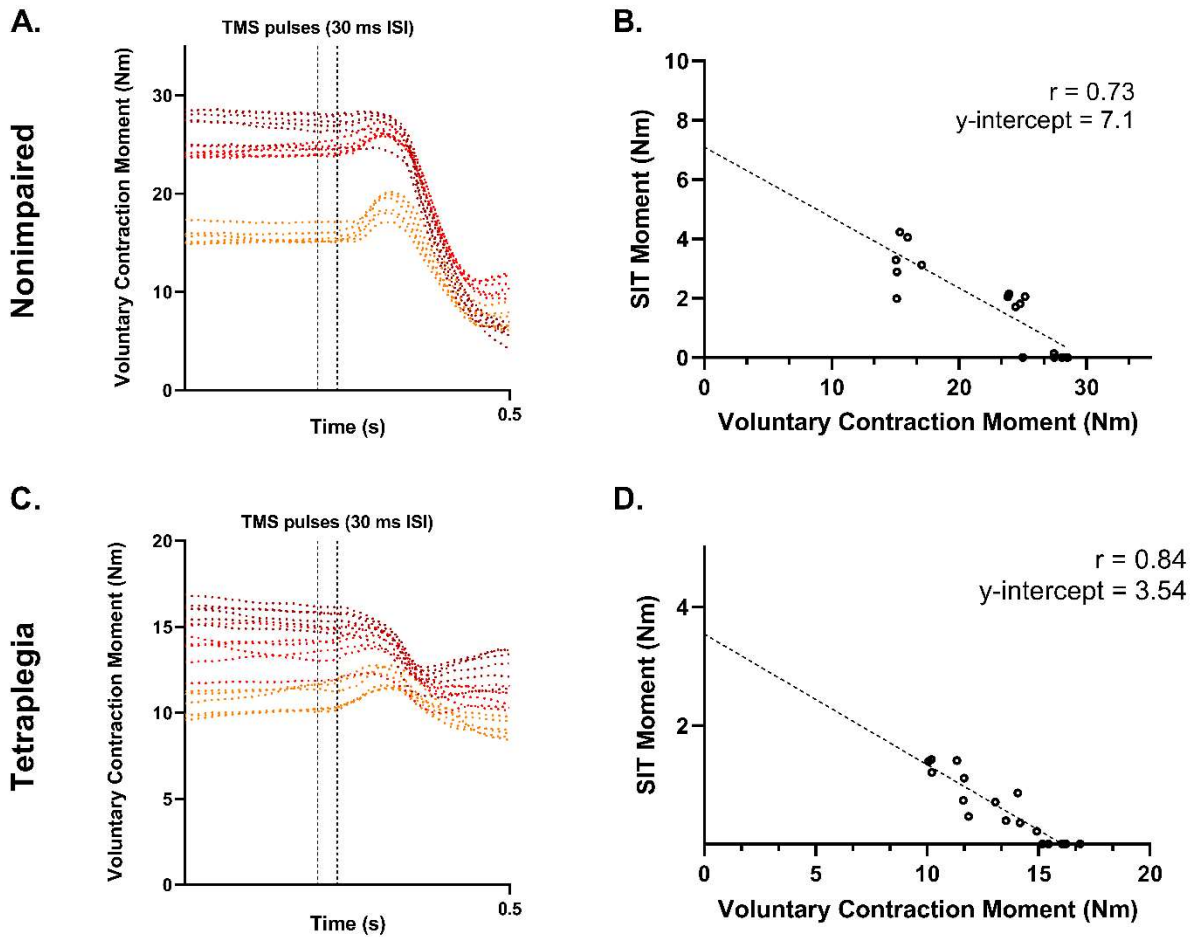 A.
TMS pulses (30 ms ISI)
Nonimpaired
Voluntary Contraction Moment (Nm)
30
20
10
0
0.5
Time (s)
B.
r = 0.73
y-intercept = 7.1
SIT Moment (Nm)
10
8
6
4
2
0
0
10
20
30
Voluntary Contraction Moment (Nm)
C.
TMS pulses (30 ms ISI)
Tetraplegia
Voluntary Contraction Moment (Nm)
20
15
10
5
0
0.5
Time (s)
D.
r = 0.84
y-intercept = 3.54
SIT Moment (Nm)
4
2
0
5
10
15
20
Voluntary Contraction Moment (Nm)